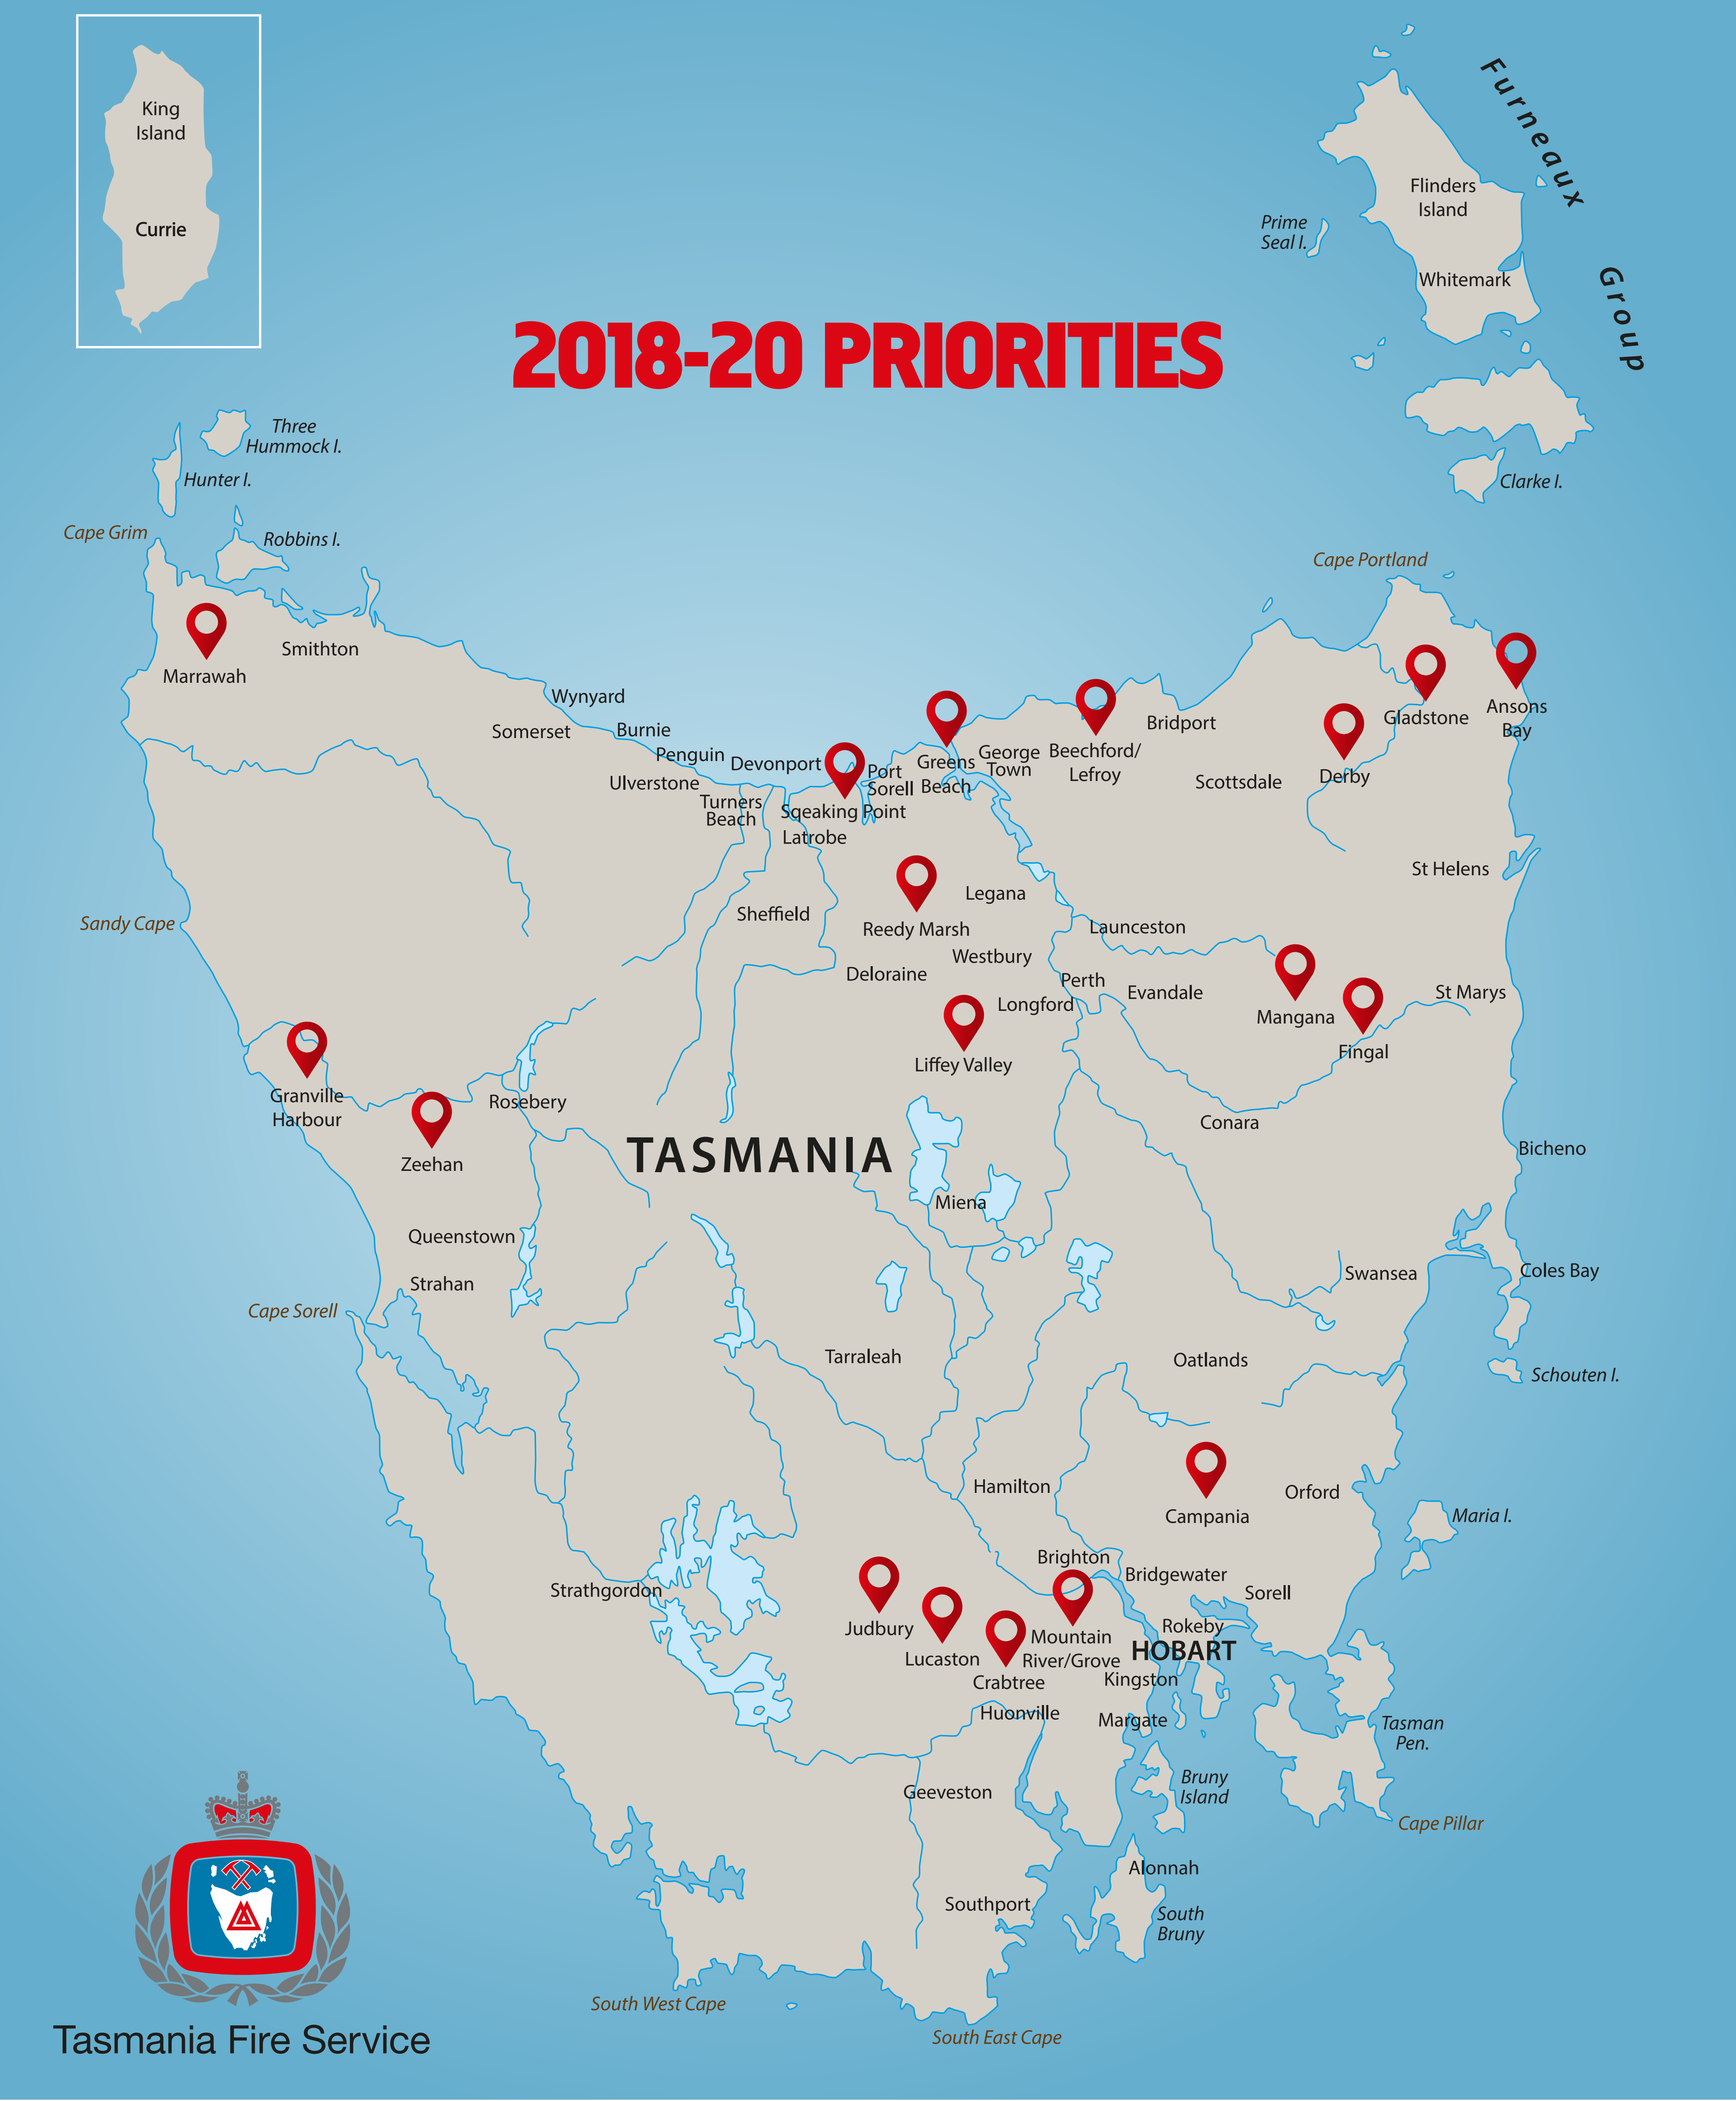 King
Island
Currie
Furneaux
Group
Flinders
Island
Prime
Seal I.
Whitemark
2018-20 PRIORITIES
Three
Hummock I.
Hunter I.
Clarke I.
Cape Grim
Robbins I.
Cape Portland
Smithton
Marrawah
Wynyard
Somerset
Burnie
Penguin
Devonport
Ulverstone
Turners
Beach
Port
Sorell
Sqeaking Point
Latrobe
Greens
Beach
George
Town
Beechford/
Lefroy
Bridport
Scottsdale
Derby
Gladstone
Ansons
Bay
St Helens
Sandy Cape
Sheffield
Legana
Reedy Marsh
Launceston
Westbury
Deloraine
Perth
Evandale
Longford
Mangana
St Marys
Fingal
Liffey Valley
Granville
Harbour
Rosebery
Zeehan
Conara
TASMANIA
Bicheno
Miena
Queenstown
Strahan
Swansea
Coles Bay
Cape Sorell
Tarraleah
Oatlands
Schouten I.
Hamilton
Campania
Orford
Maria I.
Brighton
Bridgewater
Strathgordon
Sorell
Judbury
Rokeby
Mountain
River/Grove
HOBART
Lucaston
Crabtree
Kingston
Huonville
Margate
Tasman
Pen.
Geeveston
Bruny
Island
Cape Pillar
Alonnah
Southport
South
Bruny
South West Cape
South East Cape
Tasmania Fire Service